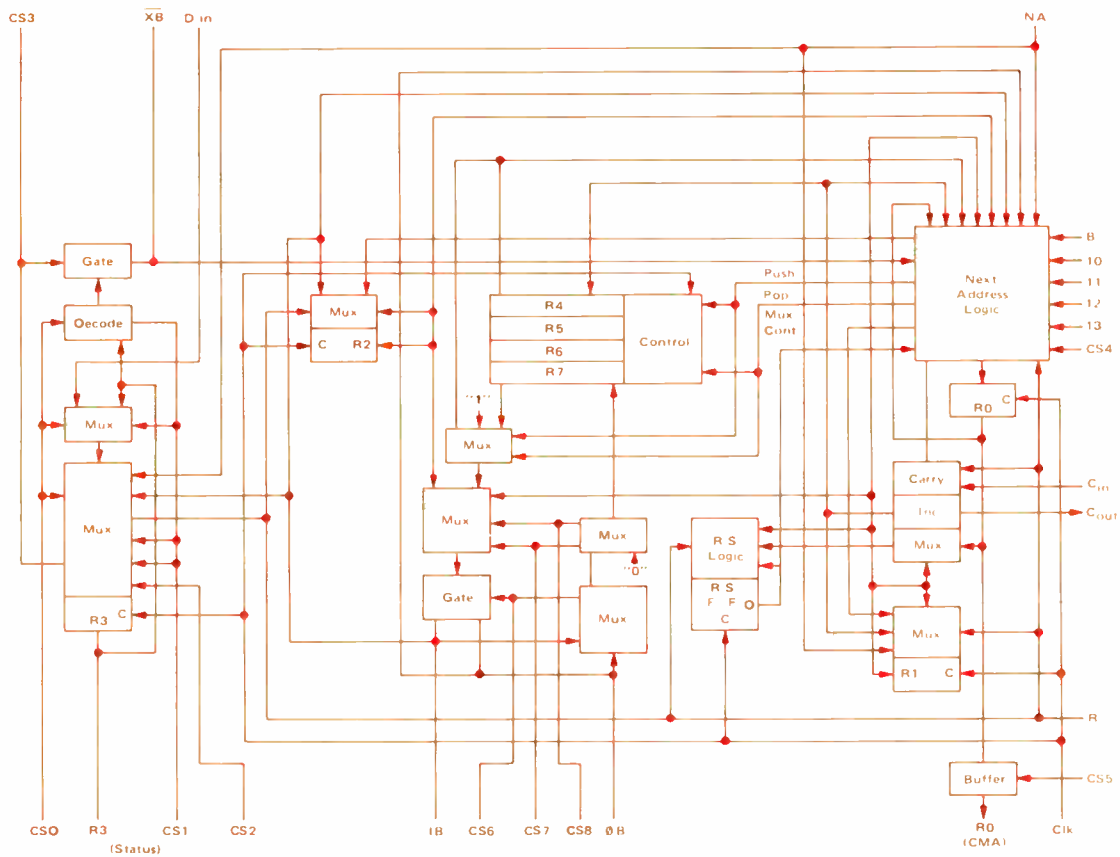 CS3 XB D in NA
Gate
Decode
Mux
Mux
R3 C
Mux
C R2
R4
R5
R6
R7
Control
Push
Pop
Mux
Cont
Next
Address
Logic
B
10
11
12
13
CS4
C
R0
"1"
Mux
Mux
Gate
Mux
"0"
Mux
R S
Logic
R S
F F O
C
Carry
Inc
Mux
Cin
Cout
Mux
R1 C
R
Buffer
CS5
CS0 R3 CS1 CS2 IB CS6 CS7 CS8 ØB R0 Clk
(Status) (CMA)